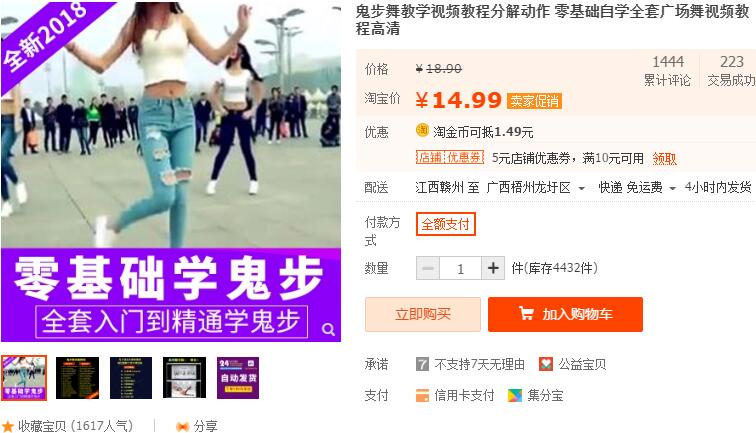 全新2018
零基础学鬼步
全套入门到精通学鬼步
零基础学鬼步
24
自动发货
收藏宝贝 (1617人气)
分享
鬼步舞教学视频教程分解动作 零基础自学全套广场舞视频教
程高清
价格
¥ 18.90
1444
累计评论
223
交易成功
淘宝价
¥ 14.99 卖家促销
优惠
淘 淘金币可抵1.49元
店铺优惠券 5元店铺优惠券，满10元可用 领取
配送
江西赣州 至 广西梧州龙圩区 快递 免运费 4小时内发货
付款方
式
全额支付
数量
1
件(库存4432件)
立即购买
加入购物车
承诺
7 不支持7天无理由
公益宝贝
支付
信用卡支付
集分宝